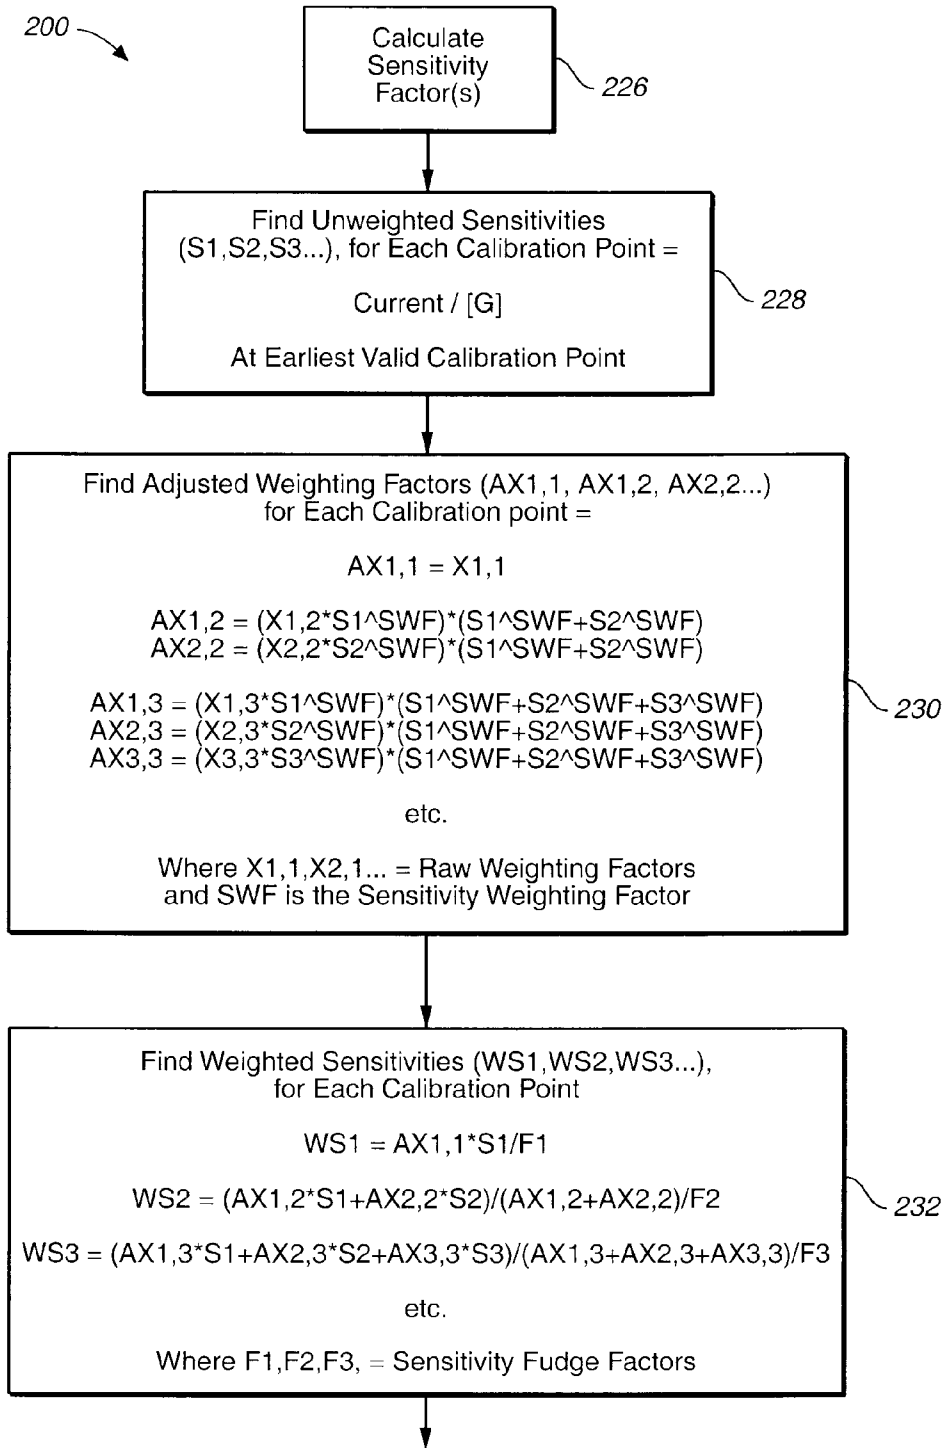 200
Calculate
Sensitivity
Factor(s)
226
Find Unweighted Sensitivities
(S1,S2,S3...), for Each Calibration Point =
Current / [G]
At Earliest Valid Calibration Point
228
Find Adjusted Weighting Factors (AX1,1, AX1,2, AX2,2...)
for Each Calibration point =
AX1,1 = X1,1
AX1,2 = (X1,2*S1^SWF)*(S1^SWF+S2^SWF)
AX2,2 = (X2,2*S2^SWF)*(S1^SWF+S2^SWF)
AX1,3 = (X1,3*S1^SWF)*(S1^SWF+S2^SWF+S3^SWF)
AX2,3 = (X2,3*S2^SWF)*(S1^SWF+S2^SWF+S3^SWF)
AX3,3 = (X3,3*S3^SWF)*(S1^SWF+S2^SWF+S3^SWF)
etc.
Where X1,1,X2,1... = Raw Weighting Factors
and SWF is the Sensitivity Weighting Factor
230
Find Weighted Sensitivities (WS1,WS2,WS3...),
for Each Calibration Point
WS1 = AX1,1*S1/F1
WS2 = (AX1,2*S1+AX2,2*S2)/(AX1,2+AX2,2)/F2
WS3 = (AX1,3*S1+AX2,3*S2+AX3,3*S3)/(AX1,3+AX2,3+AX3,3)/F3
etc.
Where F1,F2,F3, = Sensitivity Fudge Factors
232